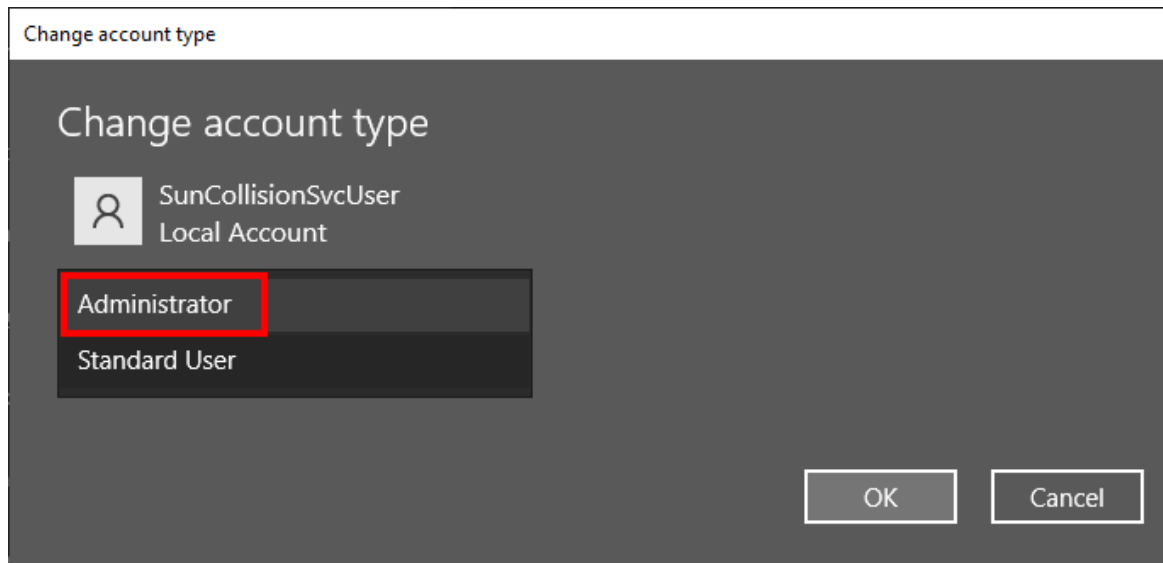 Change account type
Change account type
SunCollisionSvcUser
Local Account
Administrator
Standard User
OK
Cancel